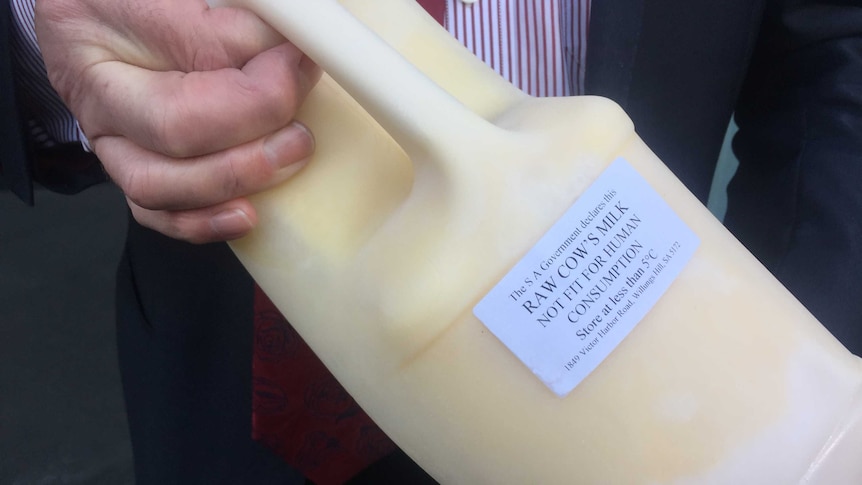 The S A Government declares this
RAW COW'S MILK
NOT FIT FOR HUMAN
CONSUMPTION
Store at less than 5°C
1849 Victor Harbor Road, Willungs Hill, SA 5172